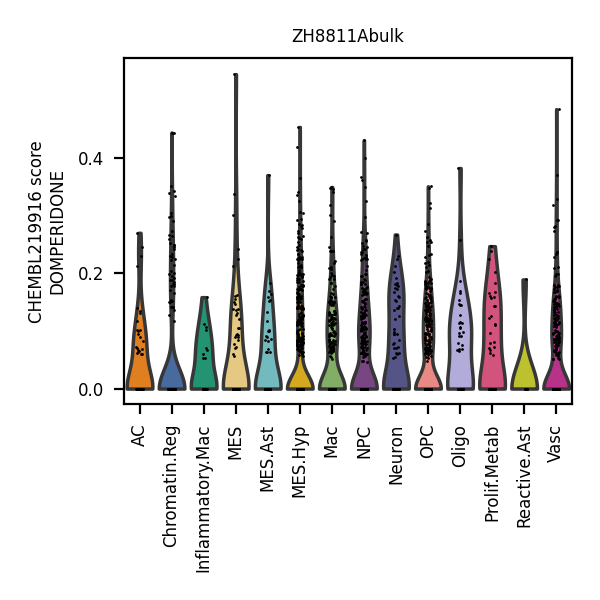 ZH8811Abulk
CHEMBL219916 score
DOMPERIDONE
0.4
0.2
0.0
AC
Chromatin.Reg
Inflammatory.Mac
MES
MES.Ast
MES.Hyp
Mac
NPC
Neuron
OPC
Oligo
Prolif.Metab
Reactive.Ast
Vasc